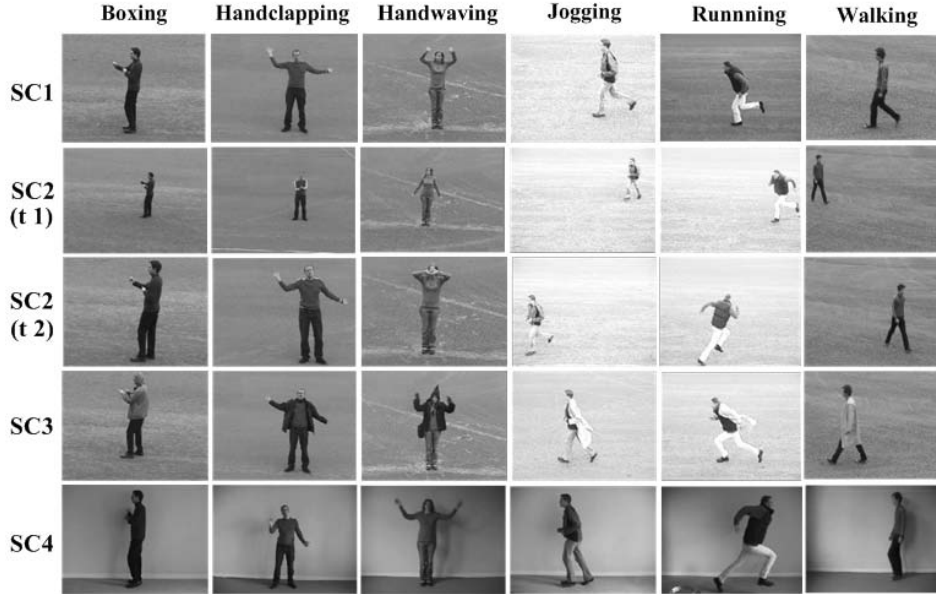 Boxing Handclapping Handwaving Jogging Runnning Walking
SC1
SC2
(t 1)
SC2
(t 2)
SC3
SC4